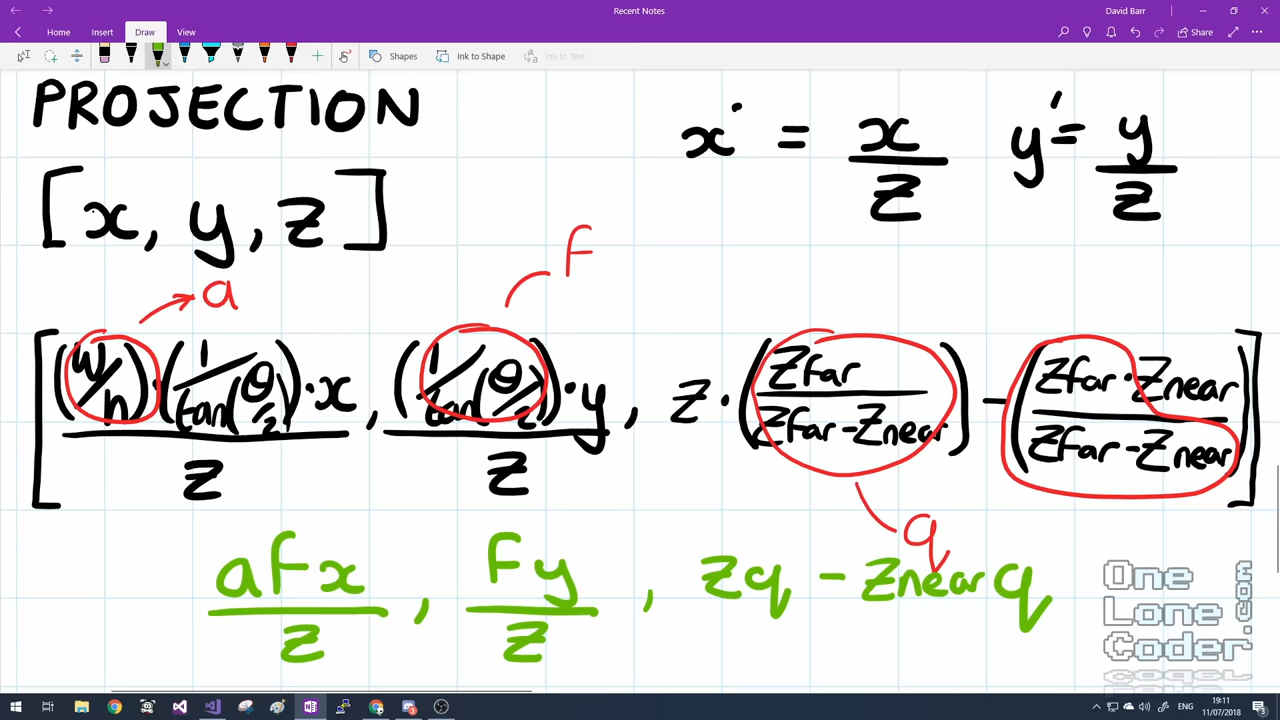 Recent Notes
David Barr
Home Insert Draw View
Share
Shapes Ink to Shape Ink to Text
PROJECTION
x' = x/z y' = y/z
[x, y, z]
a
F
[(w/h)·(1/tan(θ/2))·x/z, (1/tan(θ/2))·y/z, z·(Zfar/(Zfar-Znear)) - (Zfar·Znear/(Zfar-Znear))]
q
aFx/z, Fy/z, zq - Znearq
One
Lone
Coder.com
ENG 19:11
11/07/2018